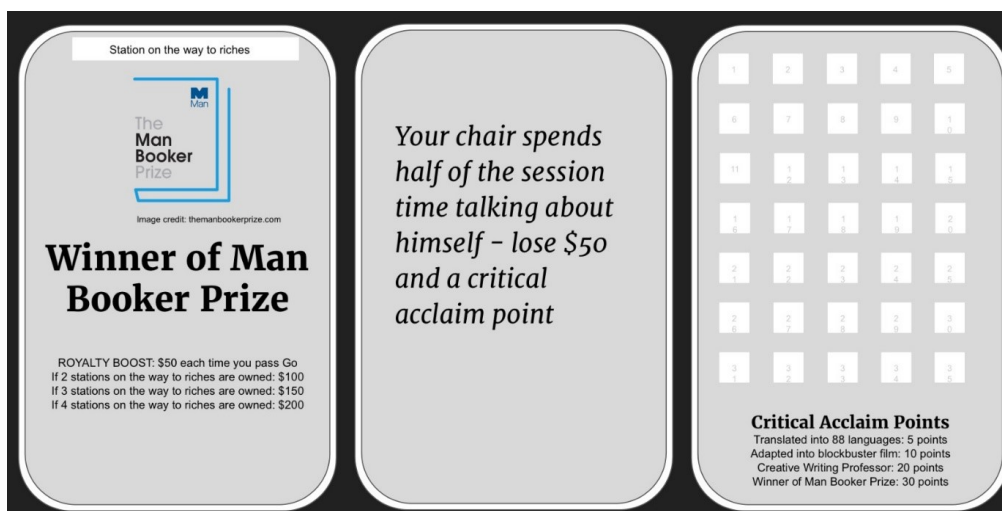 Station on the way to riches
M
Man
The
Man
Booker
Prize
Image credit: themanbookerprize.com
Winner of Man
Booker Prize
ROYALTY BOOST: $50 each time you pass Go
If 2 stations on the way to riches are owned: $100
If 3 stations on the way to riches are owned: $150
If 4 stations on the way to riches are owned: $200
Your chair spends
half of the session
time talking about
himself – lose $50
and a critical
acclaim point
1 2 3 4 5
6 7 8 9 10
11 12 13 14 15
16 17 18 19 20
21 22 23 24 25
26 27 28 29 30
31 32 33 34 35
Critical Acclaim Points
Translated into 88 languages: 5 points
Adapted into blockbuster film: 10 points
Creative Writing Professor: 20 points
Winner of Man Booker Prize: 30 points